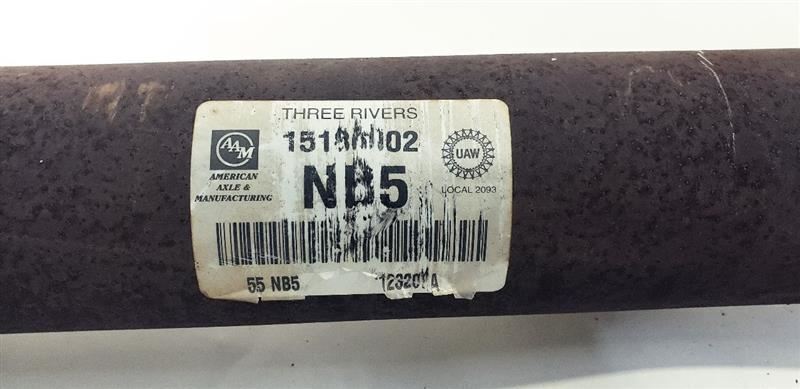 THREE RIVERS
AAM
AMERICAN
AXLE &
MANUFACTURING
UAW
LOCAL 2093
NB5
55 NB5